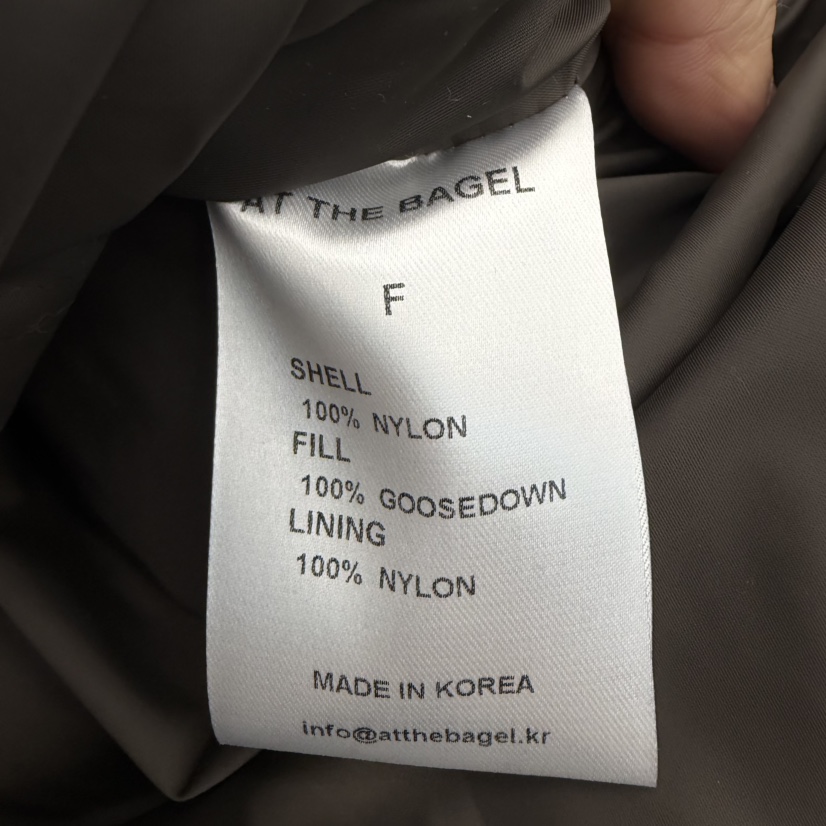 AT THE BAGEL
F
SHELL
100% NYLON
FILL
100% GOOSEDOWN
LINING
100% NYLON
MADE IN KOREA
info@atthebagel.kr